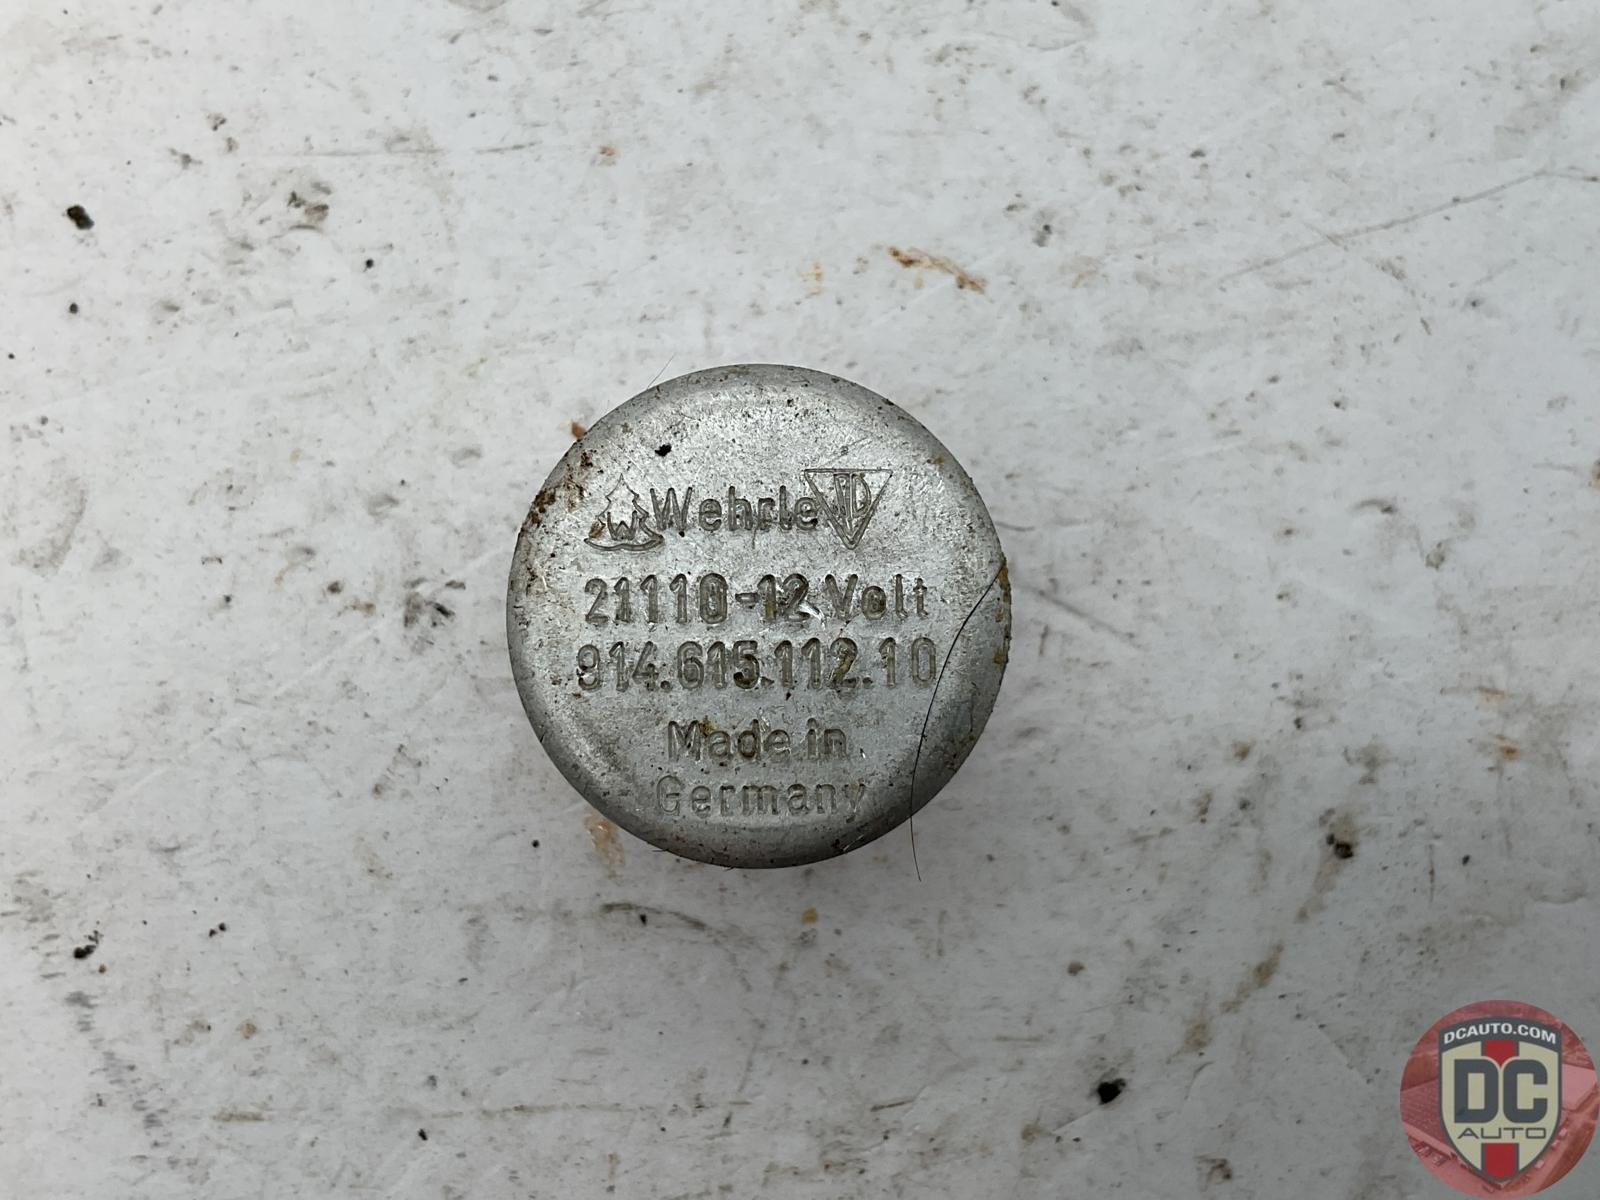 W Wehrle
21110-12 Volt
914.615.112.10
Made in
Germany
DCAUTO.COM
DC
AUTO